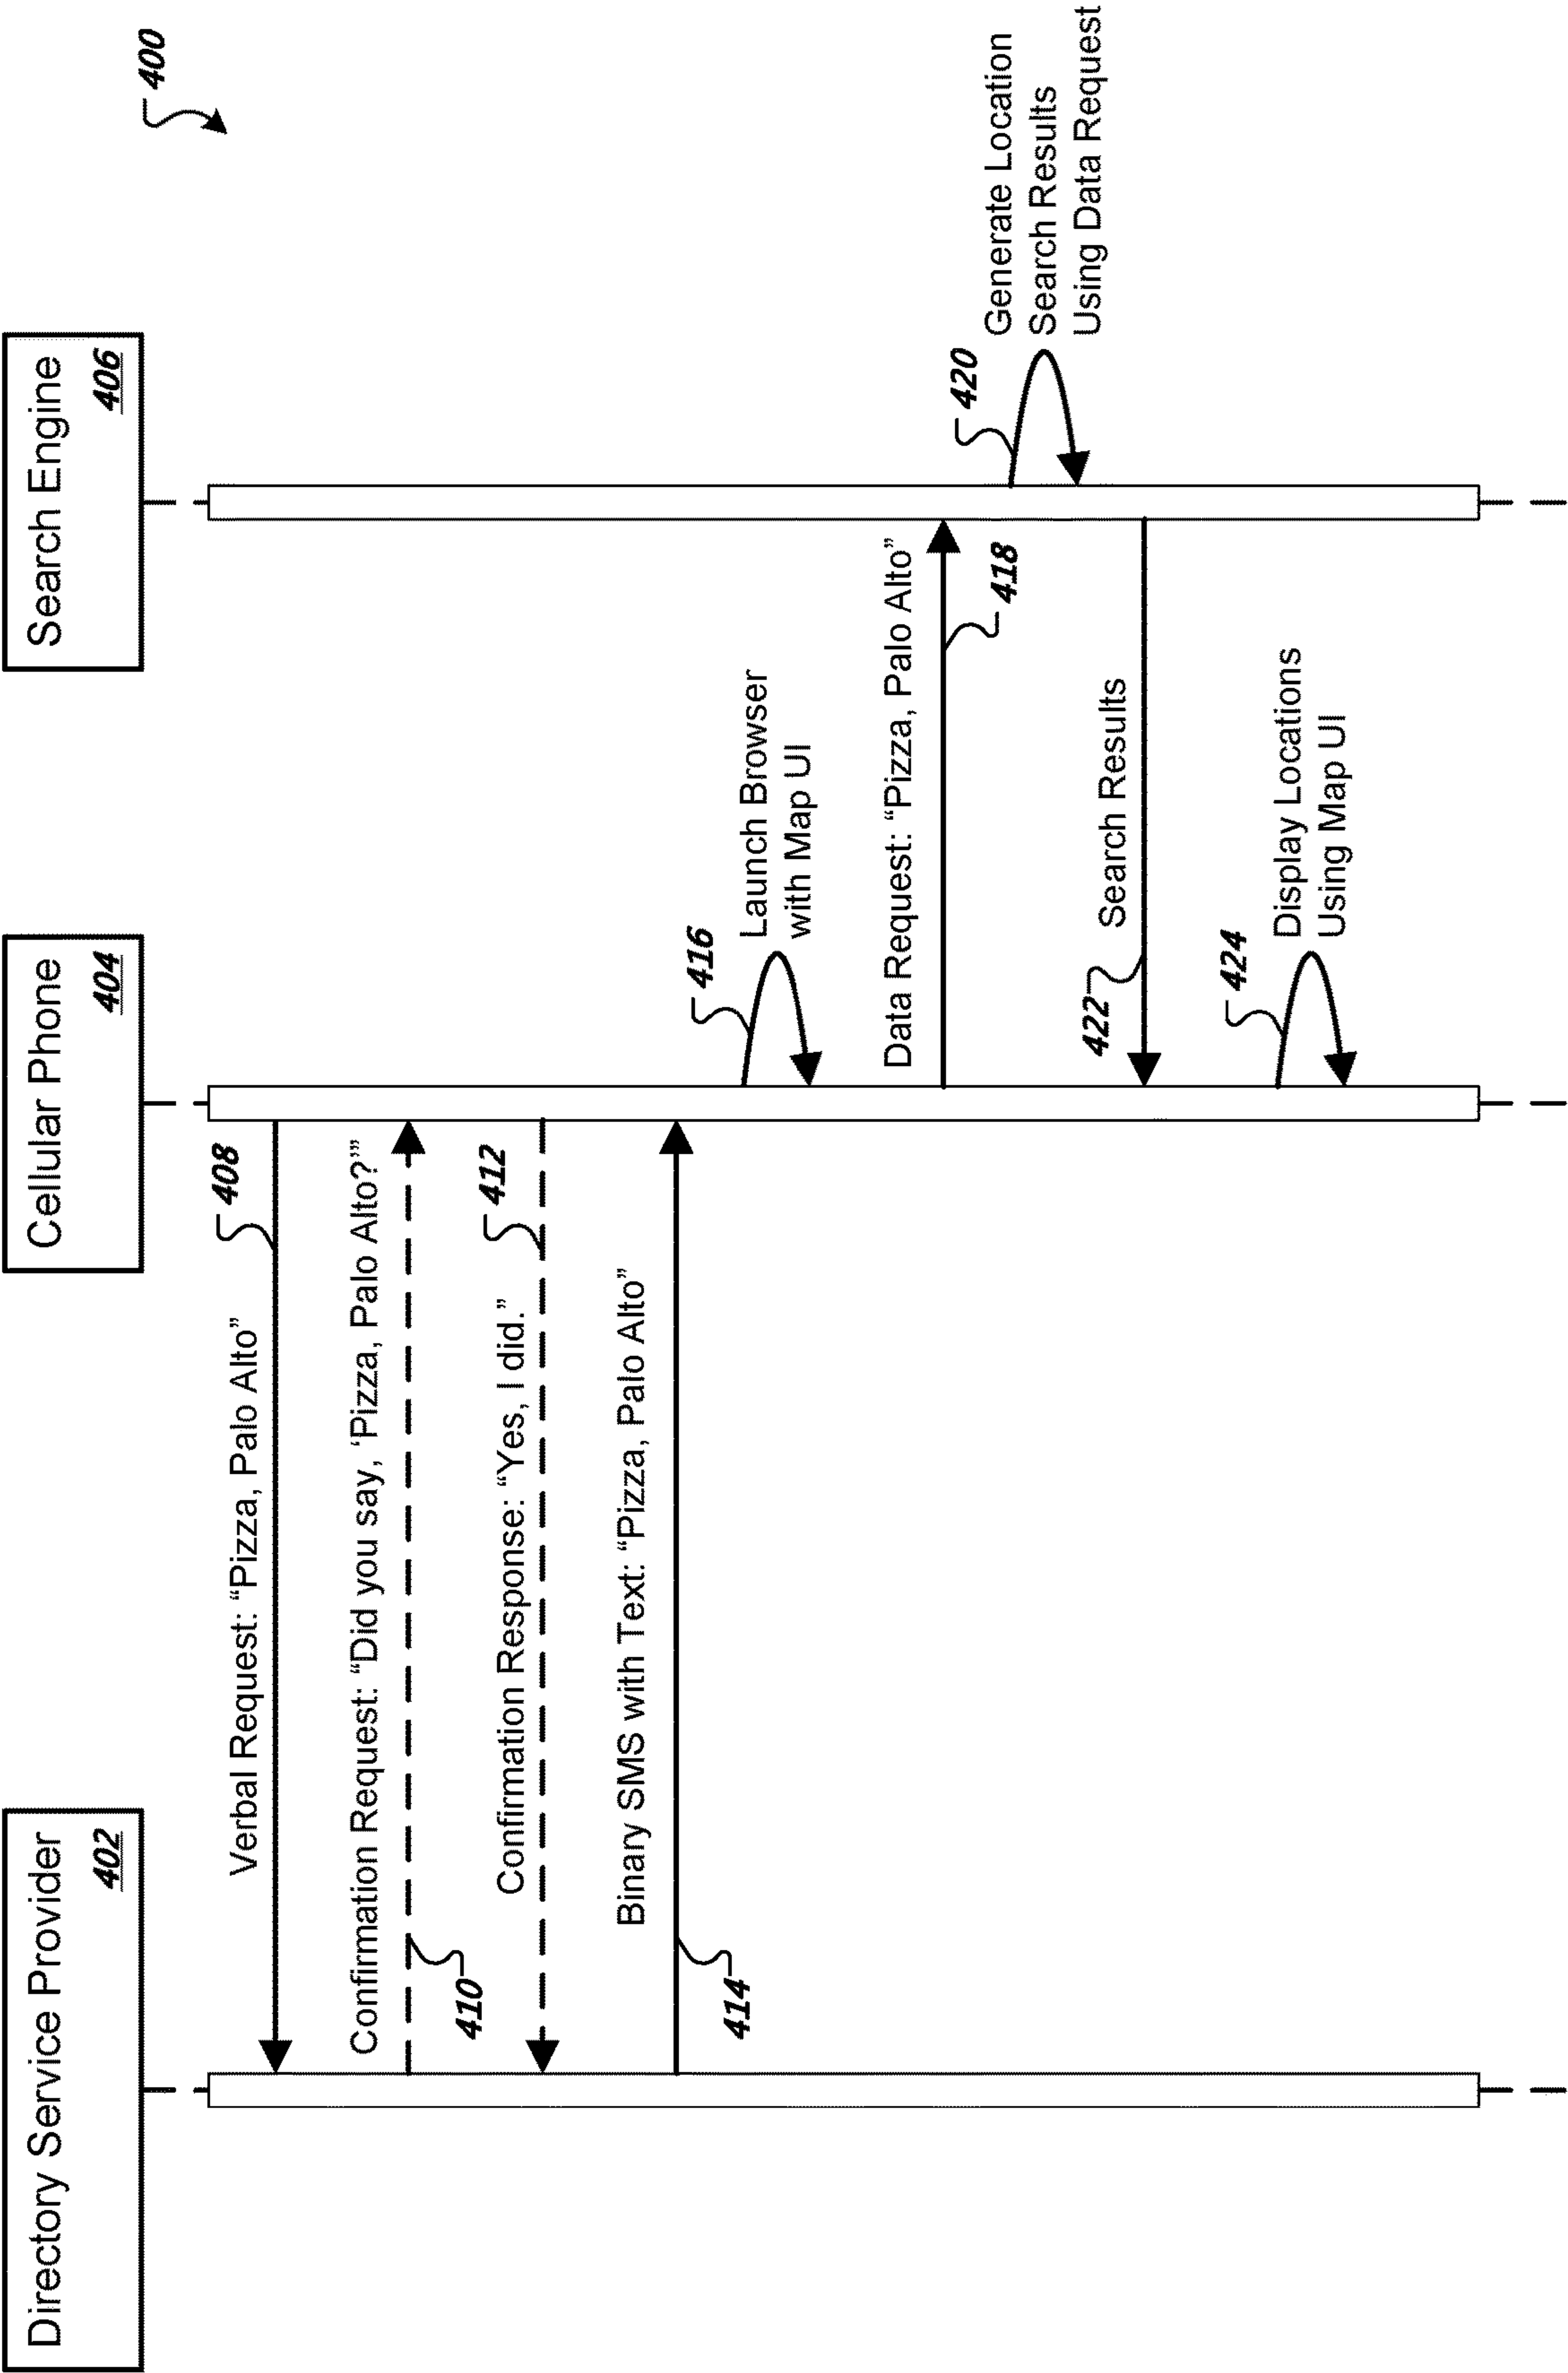 400
Directory Service Provider
402
Cellular Phone
404
Search Engine
406
Verbal Request: “Pizza, Palo Alto”
408
Confirmation Request: “Did you say, ‘Pizza, Palo Alto?’”
410
412
Confirmation Response: “Yes, I did.”
Binary SMS with Text: “Pizza, Palo Alto”
414
416
Launch Browser
with Map UI
Data Request: “Pizza, Palo Alto”
418
420
Generate Location
Search Results
Using Data Request
422
Search Results
424
Display Locations
Using Map UI